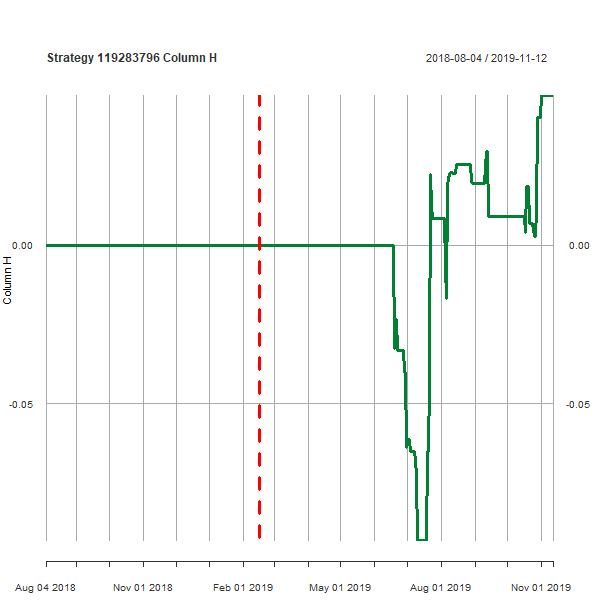 Strategy 119283796 Column H
2018-08-04 / 2019-11-12
0.00
0.00
Column H
-0.05
-0.05
Aug 04 2018
Nov 01 2018
Feb 01 2019
May 01 2019
Aug 01 2019
Nov 01 2019